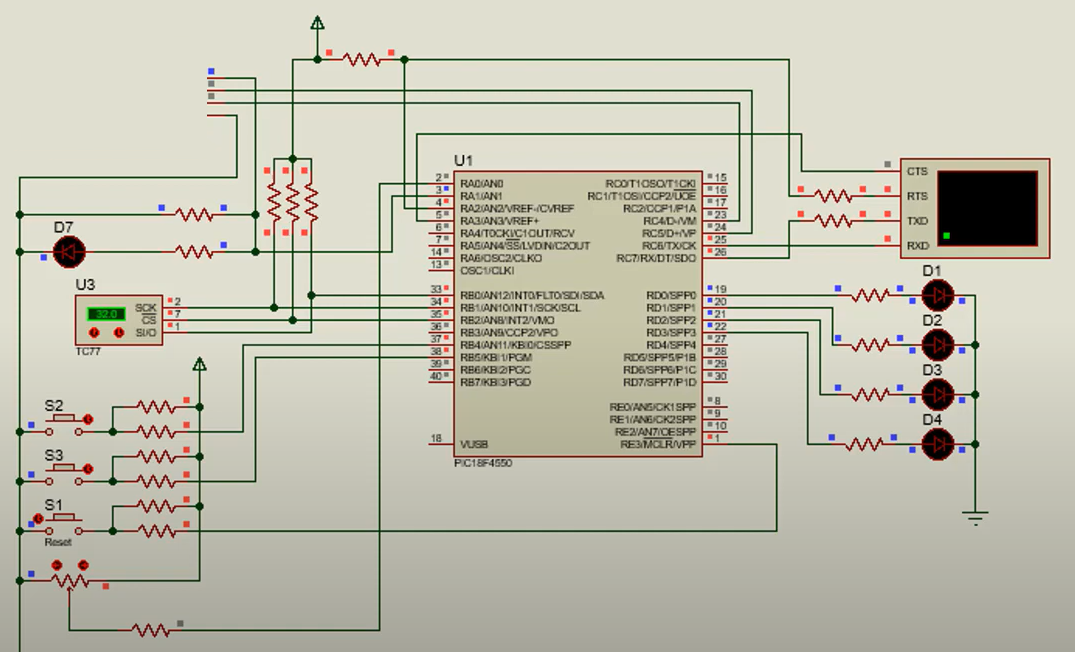 U1
2 RA0/AN0
3 RA1/AN1
4 RA2/AN2/VREF-/CVREF
5 RA3/AN3/VREF+
6 RA4/T0CKI/C1OUT/RCV
7 RA5/AN4/SS/LVDIN/C2OUT
14 RA6/OSC2/CLKO
13 OSC1/CLKI
33 RB0/AN12/INT0/FLT0/SDI/SDA
34 RB1/AN10/INT1/SCK/SCL
35 RB2/AN8/INT2/VMO
36 RB3/AN9/CCP2/VPO
37 RB4/AN11/KBI0/CSSPP
38 RB5/KBI1/PGM
39 RB6/KBI2/PGC
40 RB7/KBI3/PGD
18 VUSB
RC0/T1OSO/T1CKI 15
RC1/T1OSI/CCP2/UOE 16
RC2/CCP1/P1A 17
RC4/D-/VM 23
RC5/D+/VP 24
RC6/TX/CK 25
RC7/RX/DT/SDO 26
RD0/SPP0 19
RD1/SPP1 20
RD2/SPP2 21
RD3/SPP3 22
RD4/SPP4 27
RD5/SPP5/P1B 28
RD6/SPP6/P1C 29
RD7/SPP7/P1D 30
RE0/AN5/CK1SPP 8
RE1/AN6/CK2SPP 9
RE2/AN7/OESPP 10
RE3/MCLR/VPP 1
PIC18F4550
CTS
RTS
TXD
RXD
D7
U3
32.0
SCK 2
CS 7
SI/O 1
TC77
S2
S3
S1
Reset
D1
D2
D3
D4